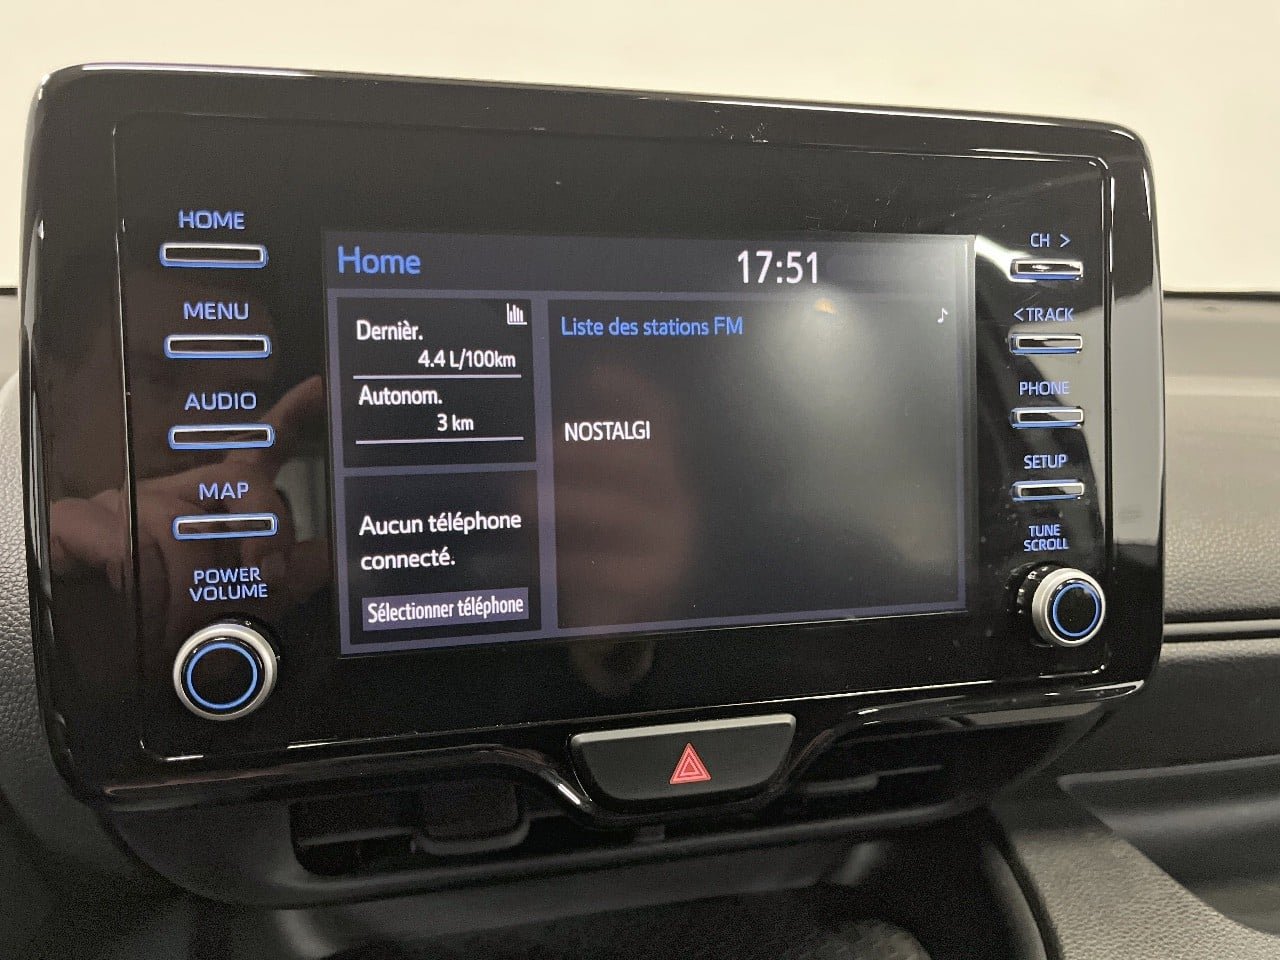 HOME
MENU
AUDIO
MAP
POWER
VOLUME
Home
17:51
Dernièr.
4.4 L/100km
Autonom.
3 km
Aucun téléphone
connecté.
Sélectionner téléphone
Liste des stations FM
NOSTALGI
CH >
<TRACK
PHONE
SETUP
TUNE
SCROLL